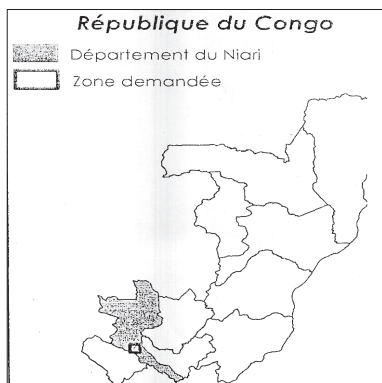 République du Congo
Département du Niari
Zone demandée